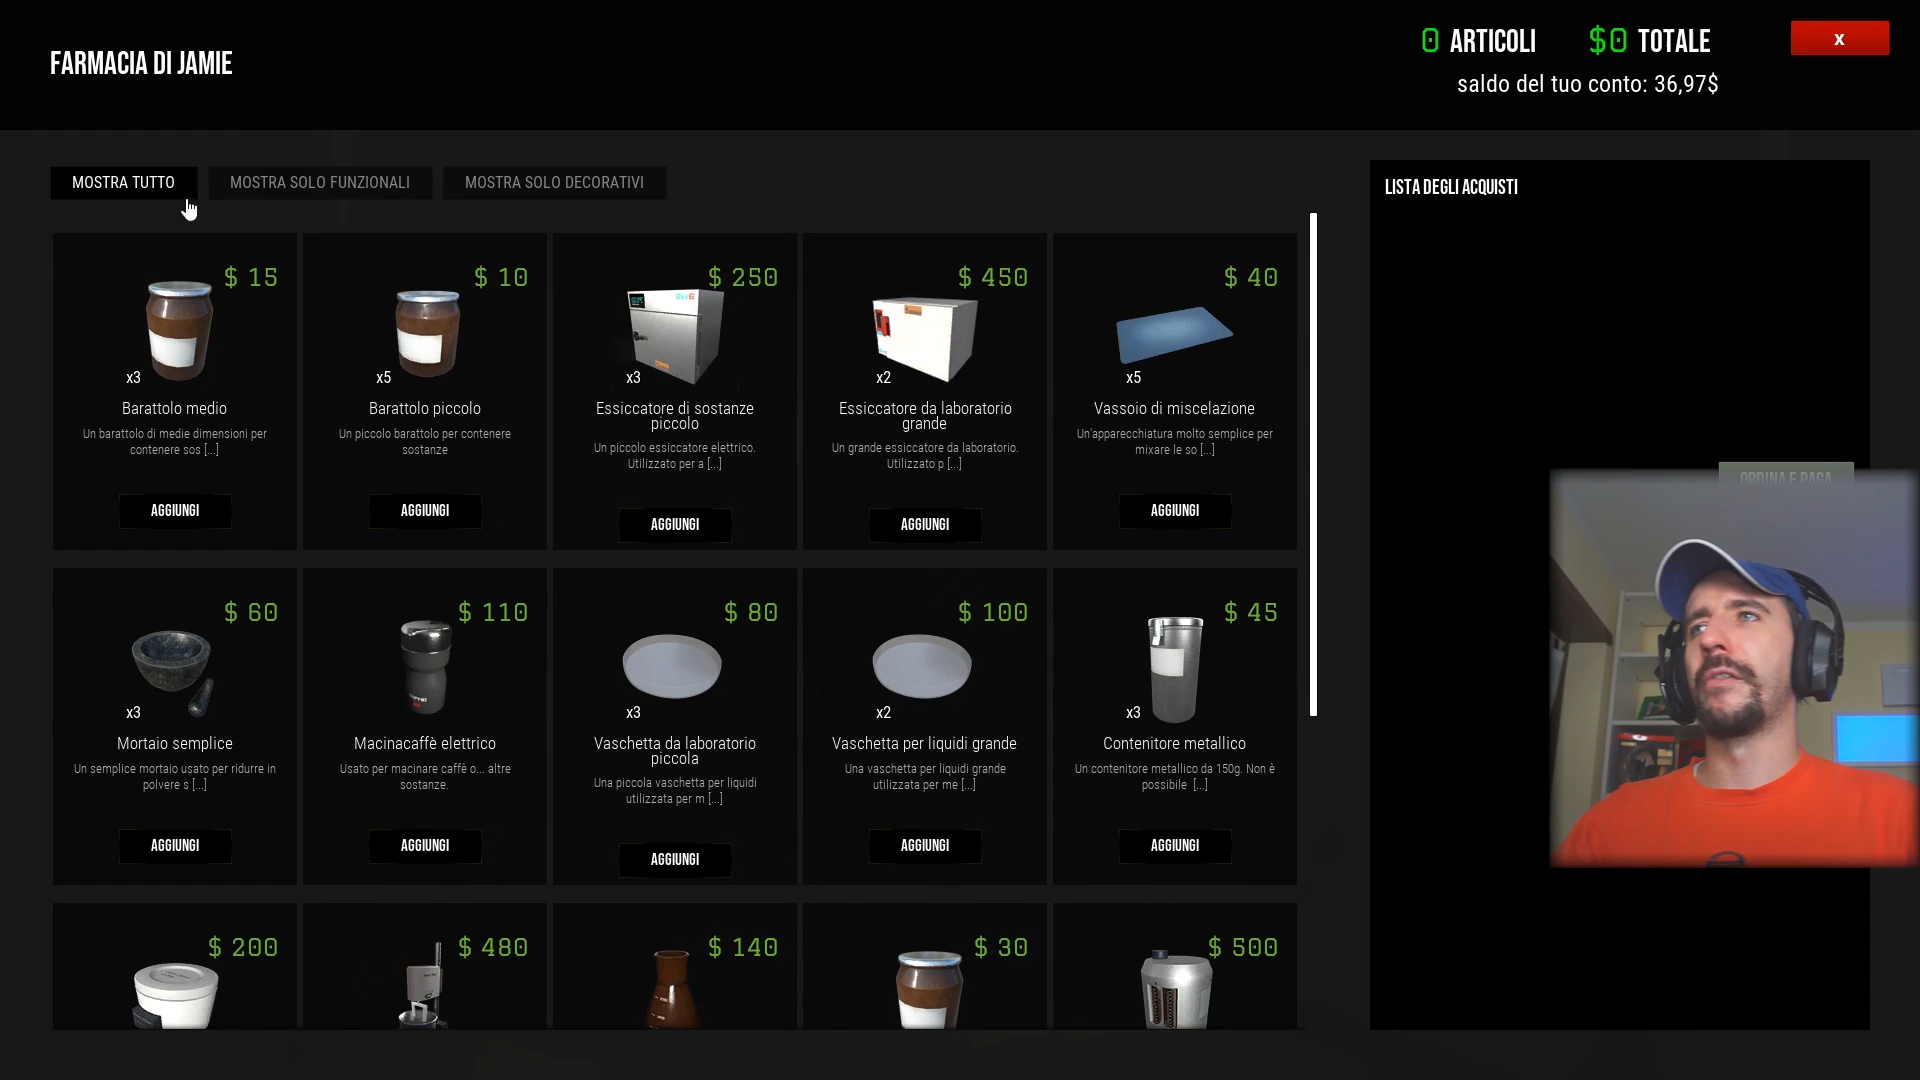 FARMACIA DI JAMIE
0 ARTICOLI
$0 TOTALE
x
saldo del tuo conto: 36,97$
MOSTRA TUTTO
MOSTRA SOLO FUNZIONALI
MOSTRA SOLO DECORATIVI
LISTA DEGLI ACQUISTI
ORDINA E PAGA
$ 15
x3
Barattolo medio
Un barattolo di medie dimensioni per
contenere sos [...]
AGGIUNGI
$ 10
x5
Barattolo piccolo
Un piccolo barattolo per contenere
sostanze
AGGIUNGI
$ 250
x3
Essiccatore di sostanze
piccolo
Un piccolo essiccatore elettrico.
Utilizzato per a [...]
AGGIUNGI
$ 450
x2
Essiccatore da laboratorio
grande
Un grande essiccatore da laboratorio.
Utilizzato p [...]
AGGIUNGI
$ 40
x5
Vassoio di miscelazione
Un'apparecchiatura molto semplice per
mixare le so [...]
AGGIUNGI
$ 60
x3
Mortaio semplice
Un semplice mortaio usato per ridurre in
polvere s [...]
AGGIUNGI
$ 110
Macinacaffè elettrico
Usato per macinare caffè o... altre
sostanze.
AGGIUNGI
$ 80
x3
Vaschetta da laboratorio
piccola
Una piccola vaschetta per liquidi
utilizzata per m [...]
AGGIUNGI
$ 100
x2
Vaschetta per liquidi grande
Una vaschetta per liquidi grande
utilizzata per me [...]
AGGIUNGI
$ 45
x3
Contenitore metallico
Un contenitore metallico da 150g. Non è
possibile [...]
AGGIUNGI
$ 200
$ 480
$ 140
$ 30
$ 500